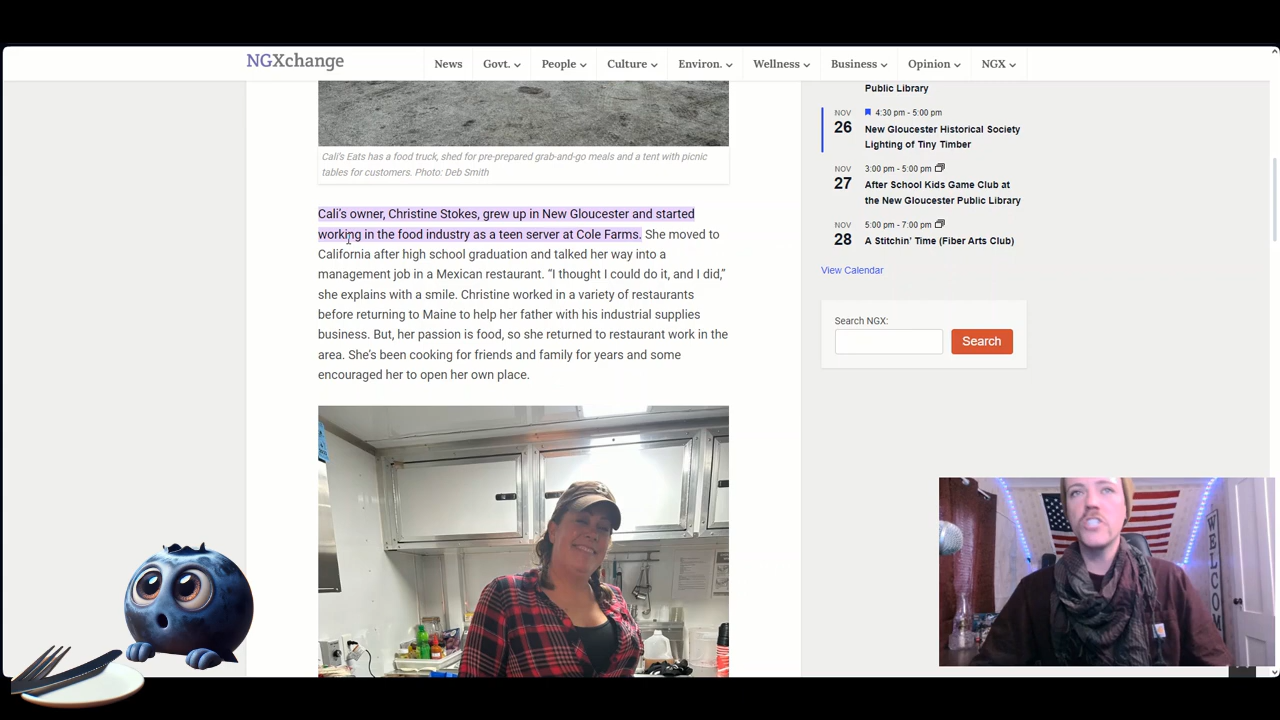 NGXchange
News
Govt.
People
Culture
Environ.
Wellness
Business
Opinion
NGX
Cali's Eats has a food truck, shed for pre-prepared grab-and-go meals and a tent with picnic
tables for customers. Photo: Deb Smith
Cali's owner, Christine Stokes, grew up in New Gloucester and started
working in the food industry as a teen server at Cole Farms. She moved to
California after high school graduation and talked her way into a
management job in a Mexican restaurant. “I thought I could do it, and I did,”
she explains with a smile. Christine worked in a variety of restaurants
before returning to Maine to help her father with his industrial supplies
business. But, her passion is food, so she returned to restaurant work in the
area. She's been cooking for friends and family for years and some
encouraged her to open her own place.
Public Library
NOV
26
4:30 pm - 5:00 pm
New Gloucester Historical Society
Lighting of Tiny Timber
NOV
27
3:00 pm - 5:00 pm
After School Kids Game Club at
the New Gloucester Public Library
NOV
28
5:00 pm - 7:00 pm
A Stitchin' Time (Fiber Arts Club)
View Calendar
Search NGX:
Search
WELCOM